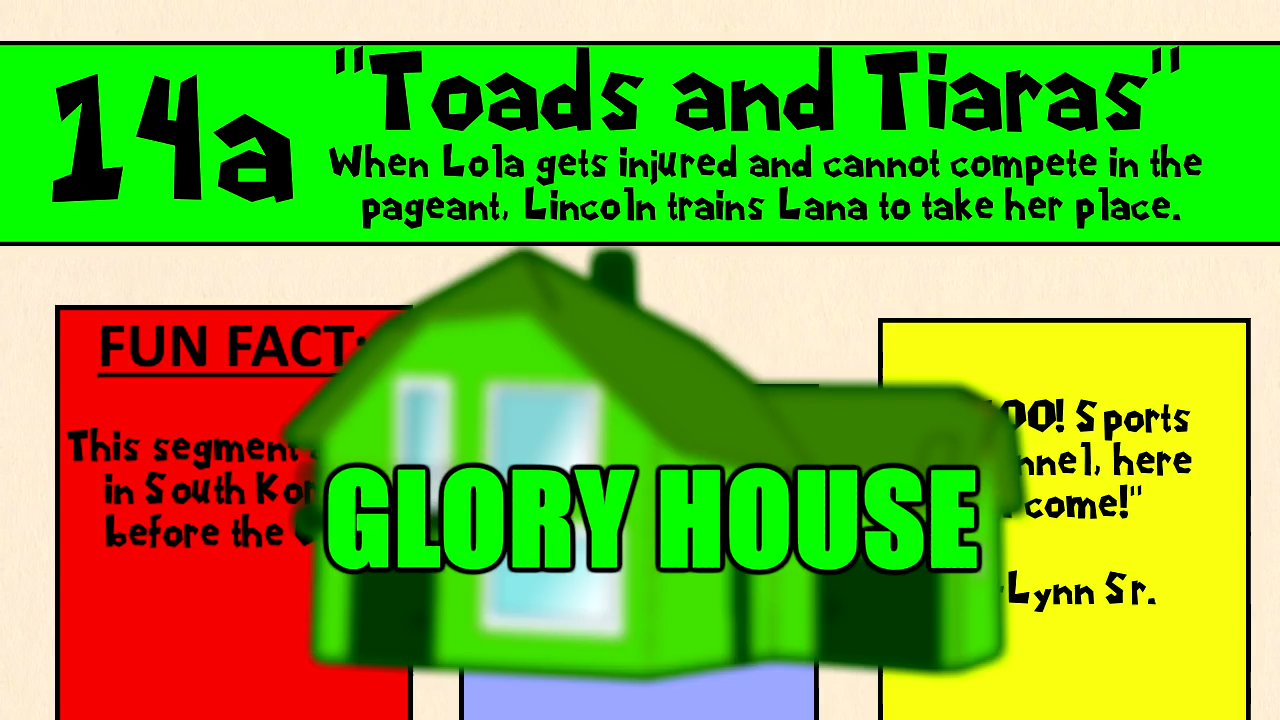 14a
"Toads and Tiaras"
When Lola gets injured and cannot compete in the
pageant, Lincoln trains Lana to take her place.
FUN FACT:
This segment
in South
before the
Sports
here
come!"
Lynn Sr.
GLORY HOUSE